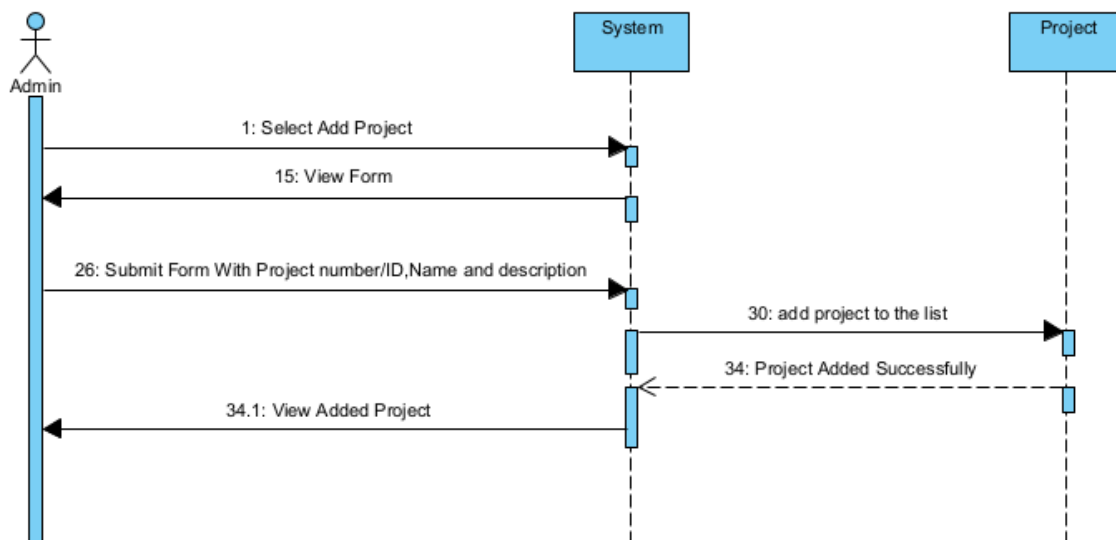 System
Project
Admin
1: Select Add Project
15: View Form
26: Submit Form With Project number/ID,Name and description
30: add project to the list
34: Project Added Successfully
34.1: View Added Project